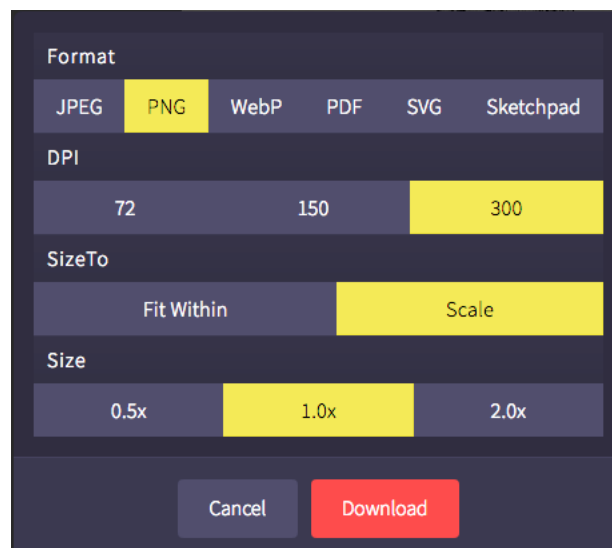 Format
JPEG PNG WebP PDF SVG Sketchpad
DPI
72 150 300
SizeTo
Fit Within Scale
Size
0.5x 1.0x 2.0x
Cancel Download